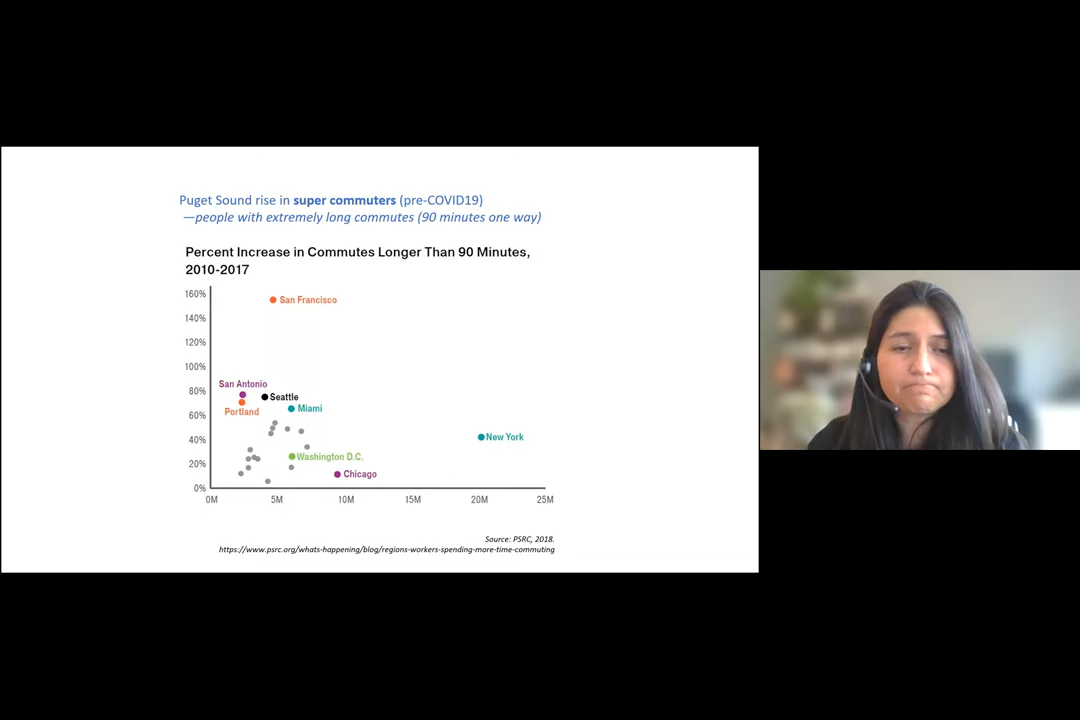 Puget Sound rise in super commuters (pre-COVID19)
—people with extremely long commutes (90 minutes one way)
Percent Increase in Commutes Longer Than 90 Minutes,
2010-2017
160%
140%
120%
100%
80%
60%
40%
20%
0%
San Francisco
San Antonio
Seattle
Portland
Miami
New York
Washington D.C.
Chicago
0M
5M
10M
15M
20M
25M
Source: PSRC, 2018.
https://www.psrc.org/whats-happening/blog/regions-workers-spending-more-time-commuting